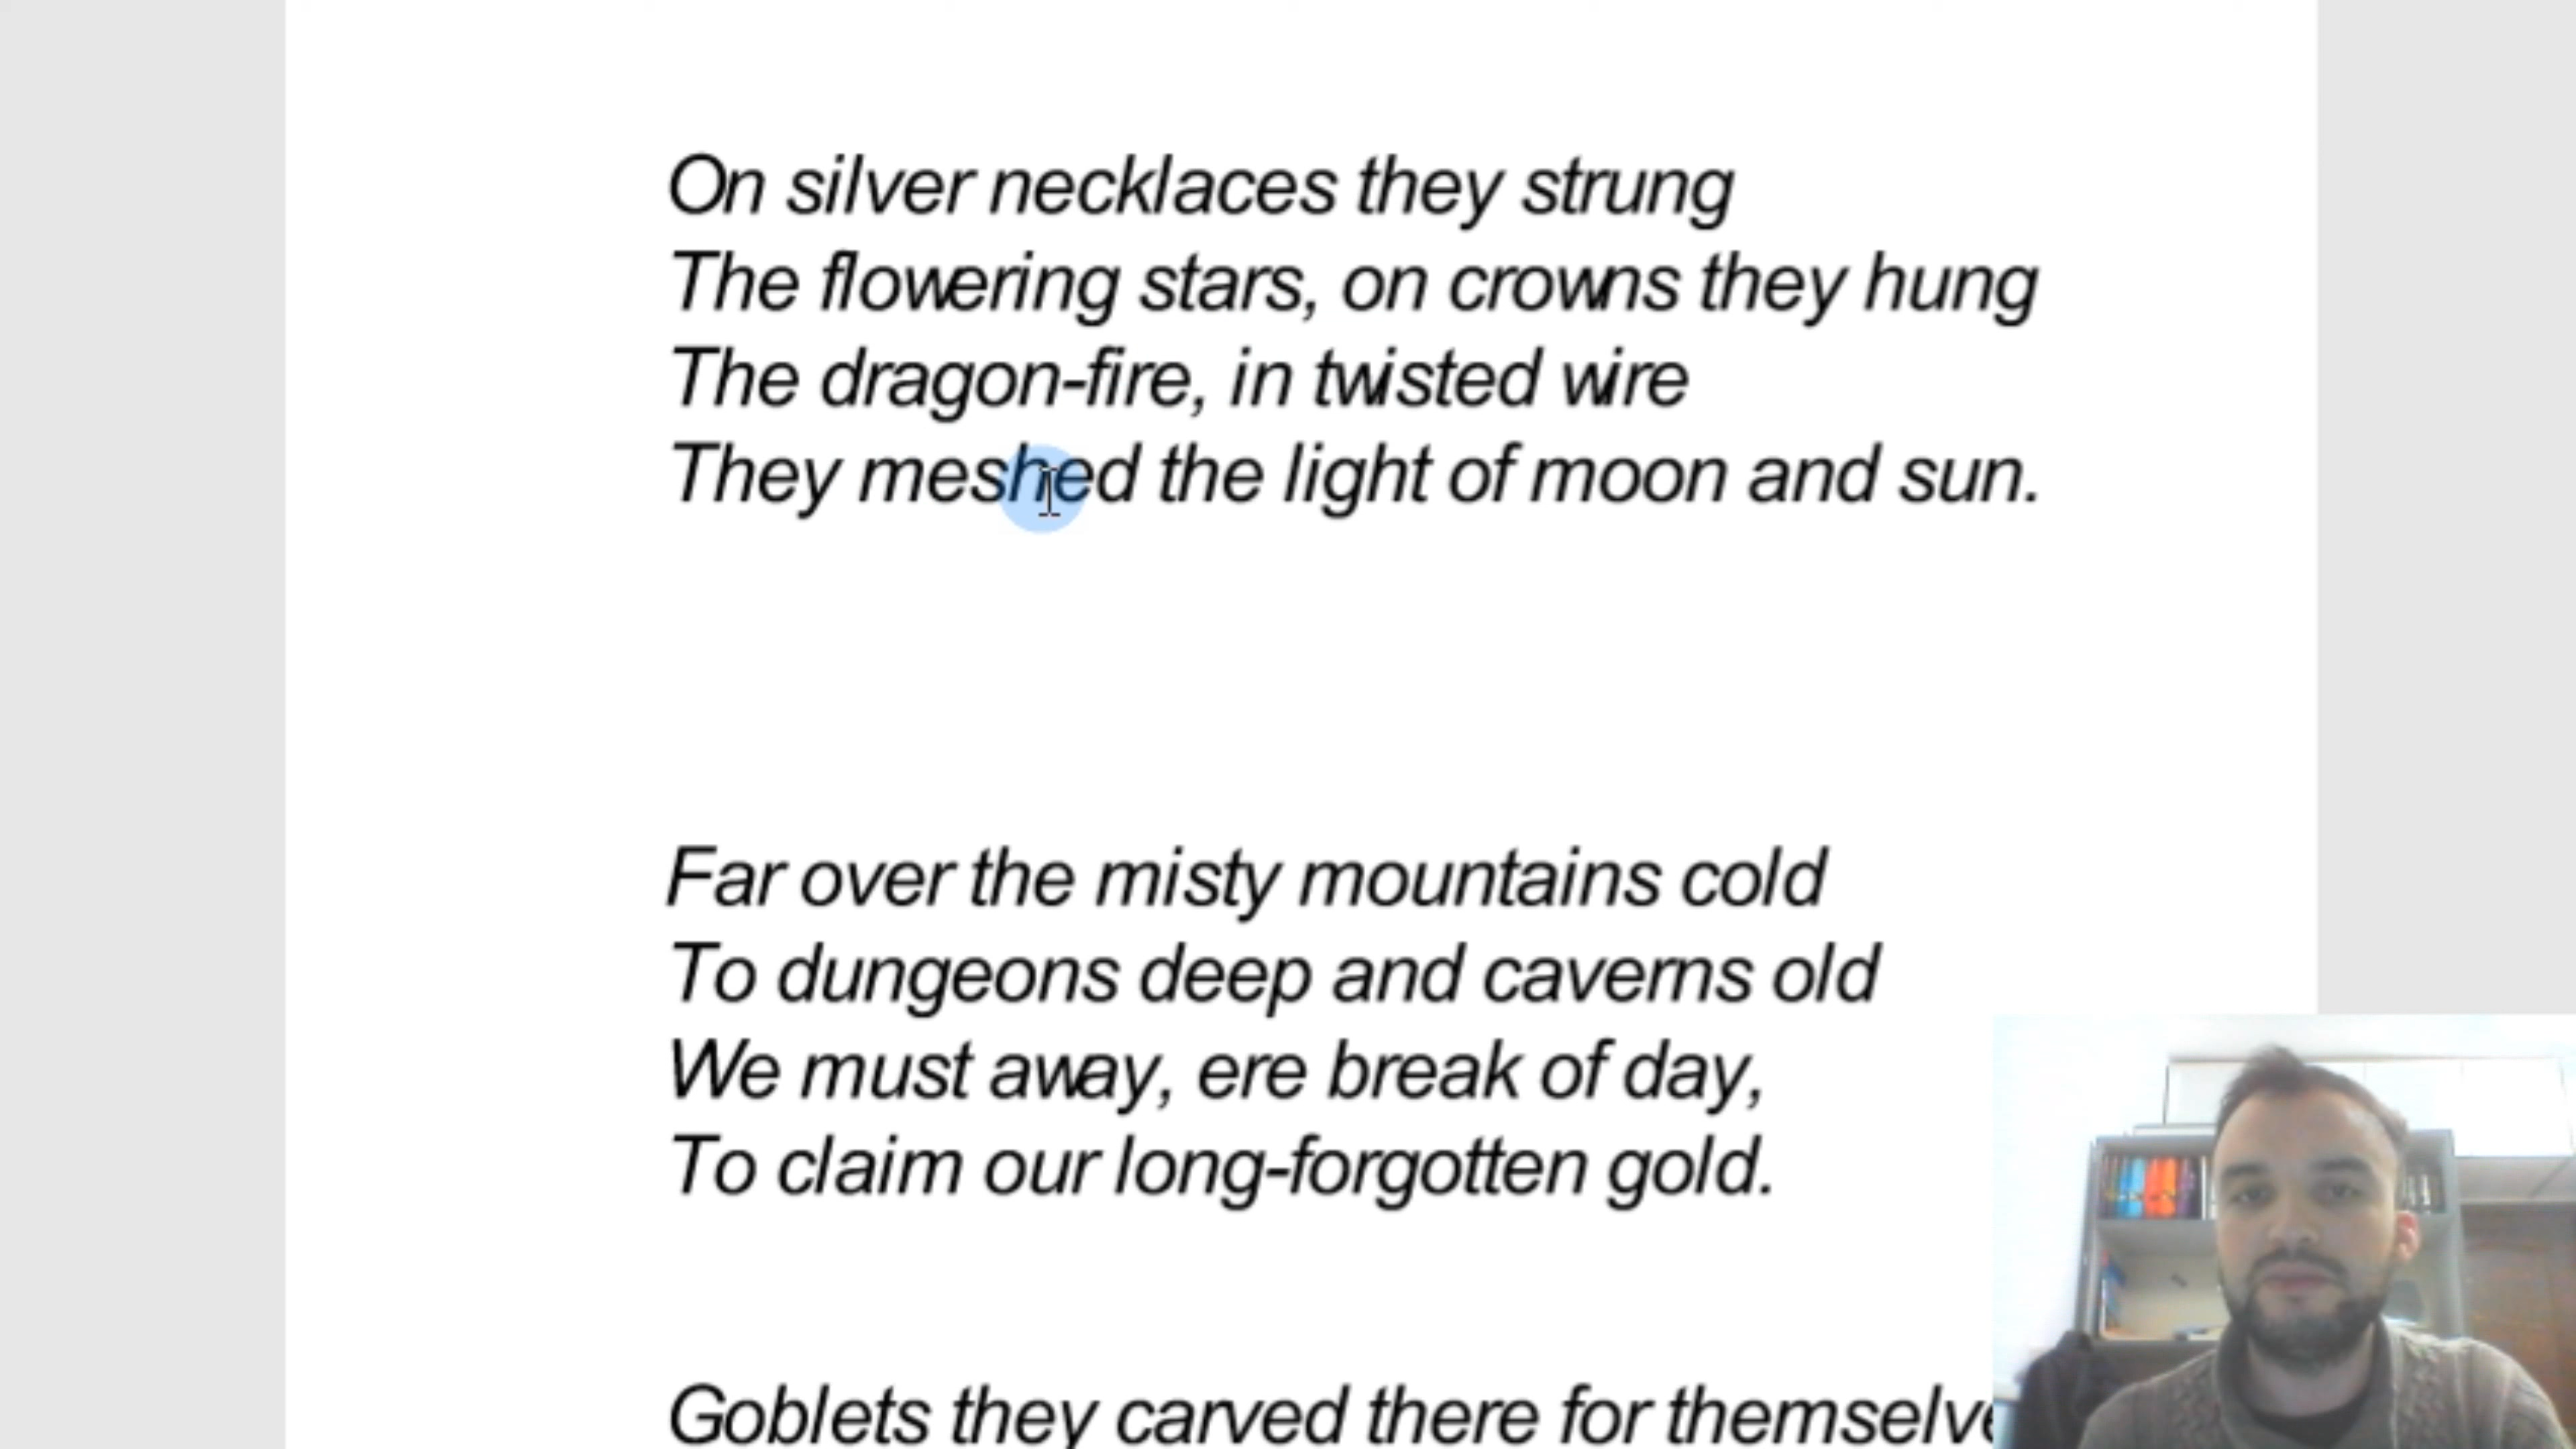 On silver necklaces they strung
The flowering stars, on crowns they hung
The dragon-fire, in twisted wire
They meshed the light of moon and sun.
Far over the misty mountains cold
To dungeons deep and caverns old
We must away, ere break of day,
To claim our long-forgotten gold.
Goblets they carved there for themselve